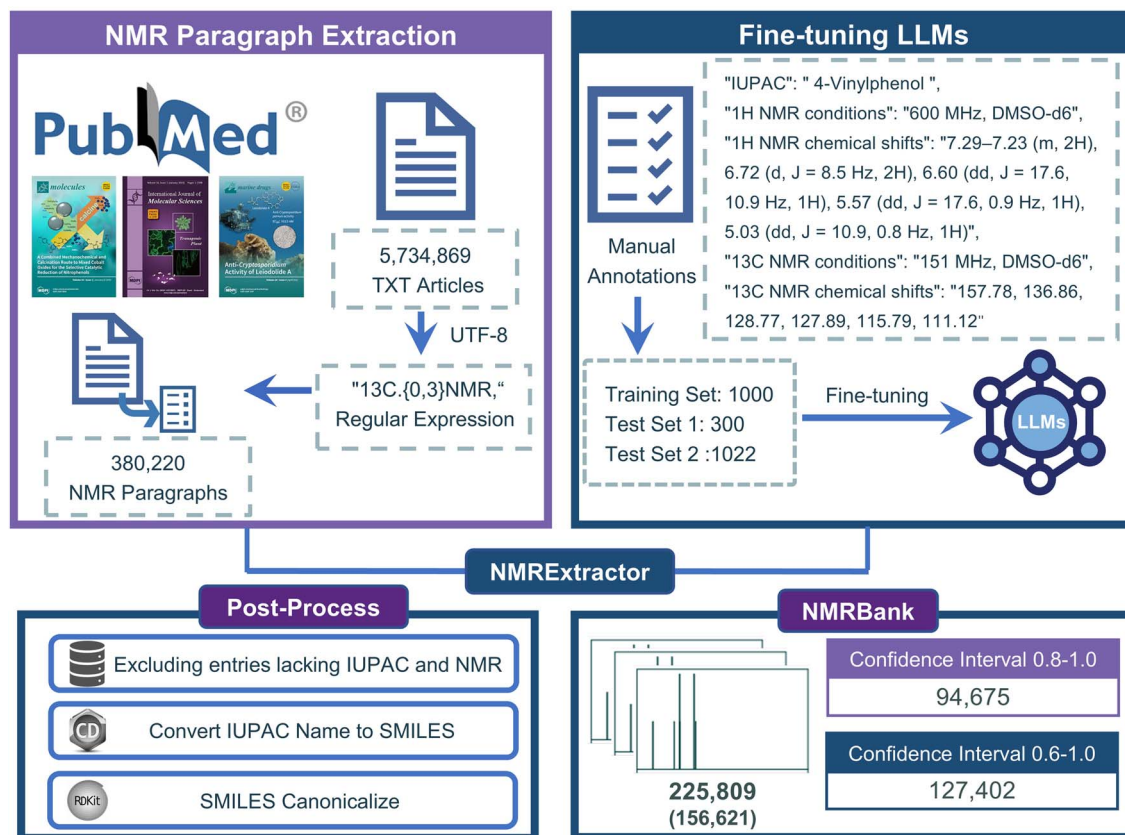 NMR Paragraph Extraction
PubMed®
molecules
International Journal of
Molecular Sciences
marine drugs
Anti-Cryptosporidium
Activity of Leiodolide A
5,734,869
TXT Articles
UTF-8
"13C.{0,3}NMR,“
Regular Expression
380,220
NMR Paragraphs
Fine-tuning LLMs
Manual
Annotations
"IUPAC": " 4-Vinylphenol ",
"1H NMR conditions": "600 MHz, DMSO-d6",
"1H NMR chemical shifts": "7.29–7.23 (m, 2H),
6.72 (d, J = 8.5 Hz, 2H), 6.60 (dd, J = 17.6,
10.9 Hz, 1H), 5.57 (dd, J = 17.6, 0.9 Hz, 1H),
5.03 (dd, J = 10.9, 0.8 Hz, 1H)",
"13C NMR conditions": "151 MHz, DMSO-d6",
"13C NMR chemical shifts": "157.78, 136.86,
128.77, 127.89, 115.79, 111.12"
Training Set: 1000
Test Set 1: 300
Test Set 2 :1022
Fine-tuning
LLMs
NMRExtractor
Post-Process
Excluding entries lacking IUPAC and NMR
CD
Convert IUPAC Name to SMILES
RDKit
SMILES Canonicalize
NMRBank
225,809
(156,621)
Confidence Interval 0.8-1.0
94,675
Confidence Interval 0.6-1.0
127,402